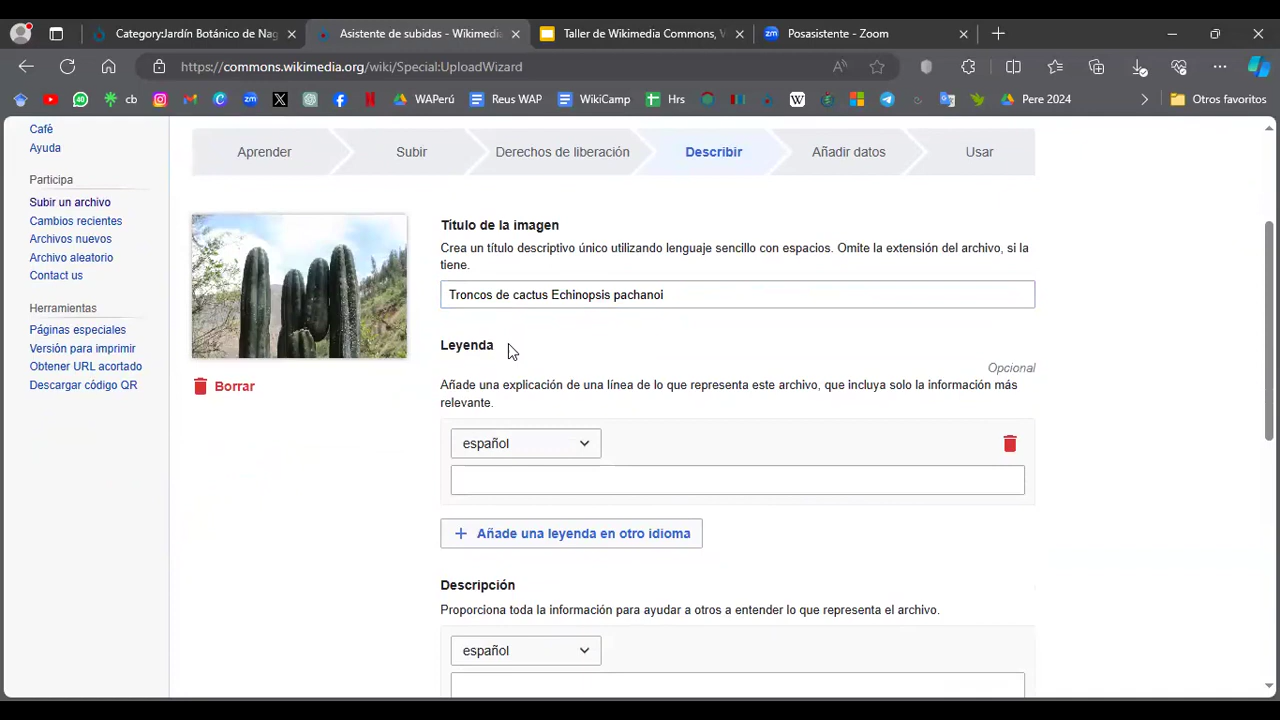 CategoryːJardín Botánico de Nag
Asistente de subidas - Wikimedia
Taller de Wikimedia Commons, V
Posasistente - Zoom
https://commons.wikimedia.org/wiki/Special:UploadWizard
cb
WAPerú
Reus WAP
WikiCamp
Hrs
Pere 2024
Otros favoritos
Café
Ayuda
Participa
Subir un archivo
Cambios recientes
Archivos nuevos
Archivo aleatorio
Contact us
Herramientas
Páginas especiales
Versión para imprimir
Obtener URL acortado
Descargar código QR
Aprender
Subir
Derechos de liberación
Describir
Añadir datos
Usar
Borrar
Título de la imagen
Crea un título descriptivo único utilizando lenguaje sencillo con espacios. Omite la extensión del archivo, si la
tiene.
Troncos de cactus Echinopsis pachanoi
Leyenda
Opcional
Añade una explicación de una línea de lo que representa este archivo, que incluya solo la información más
relevante.
español
+ Añade una leyenda en otro idioma
Descripción
Proporciona toda la información para ayudar a otros a entender lo que representa el archivo.
español